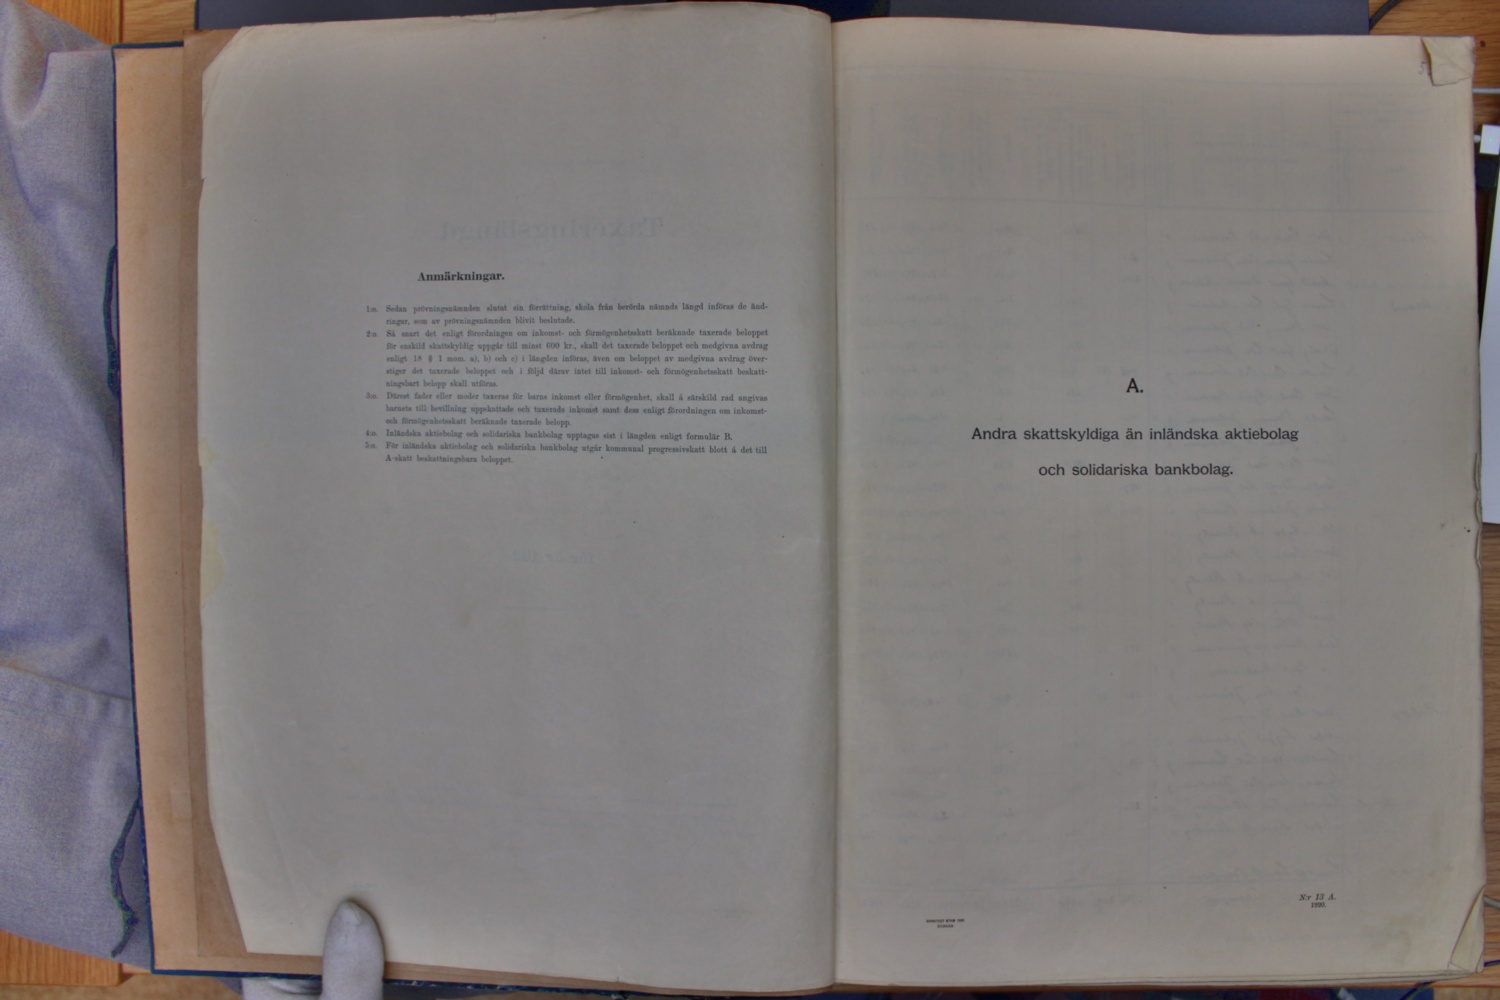 Anmärkningar.
1:o. Sedan prövningsnämnden slutat sin förrättning, skola från berörda nämnds längd införas de änd-
ringar, som av prövningsnämnden blivit beslutade.
2:o. Så snart det enligt förordningen om inkomst- och förmögenhetsskatt beräknade taxerade beloppet
för enskild skattskyldig uppgår till minst 600 kr., skall det taxerade beloppet och medgivna avdrag
enligt 19 § 1 mom. a), b) och c) i längden införas, även om beloppet av medgivna avdrag över-
stiger det taxerade beloppet och i följd därav intet till inkomst- och förmögenhetsskatt beskatt-
ningsbart belopp skall utföras.
3:o. Därest fader eller moder taxeras för barns inkomst eller förmögenhet, skall å särskild rad angivas
barnets till bevillning uppskattade och taxerade inkomst samt dess enligt förordningen om inkomst-
och förmögenhetsskatt beräknade taxerade belopp.
4:o. Inländska aktiebolag och solidariska bankbolag upptagas sist i längden enligt formulär B.
5:o. För inländska aktiebolag och solidariska bankbolag utgår kommunal progressivskatt blott å det till
A-skatt beskattningsbara beloppet.
A.
Andra skattskyldiga än inländska aktiebolag
och solidariska bankbolag.
N:r 13 A.
1920.